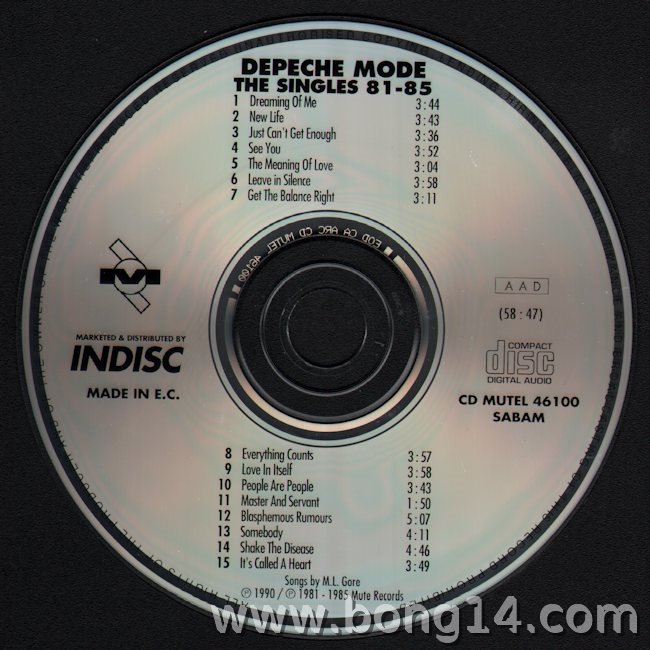 DEPECHE MODE
THE SINGLES 81-85
1 Dreaming Of Me 3:44
2 New Life 3:43
3 Just Can't Get Enough 3:36
4 See You 3:52
5 The Meaning Of Love 3:04
6 Leave in Silence 3:58
7 Get The Balance Right 3:11
EOD CA ARC CD MUTEL 46100
AAD
(58:47)
MARKETED & DISTRIBUTED BY
INDISC
MADE IN E.C.
COMPACT
disc
DIGITAL AUDIO
CD MUTEL 46100
SABAM
8 Everything Counts 3:57
9 Love In Itself 3:58
10 People Are People 3:43
11 Master And Servant 1:50
12 Blasphemous Rumours 5:07
13 Somebody 4:11
14 Shake The Disease 4:46
15 It's Called A Heart 3:49
Songs by M.L. Gore
Ⓟ 1990 / Ⓟ 1981 - 1985 Mute Records
www.bong14.com